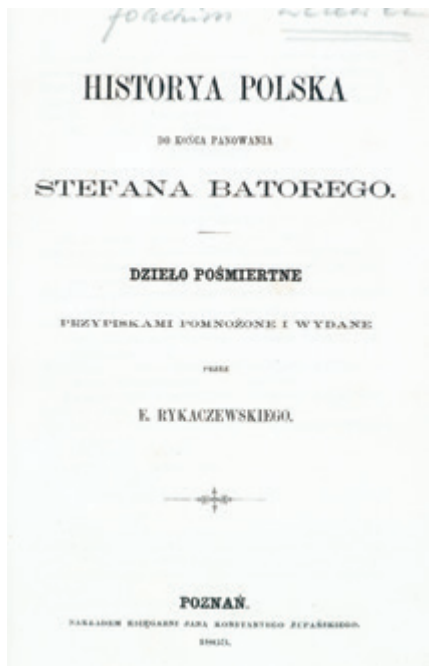 Joachim Lelewel
HISTORYA POLSKA
DO KOŃCA PANOWANIA
STEFANA BATOREGO.
DZIEŁO POŚMIERTNE
PRZYPISKAMI POMNOŻONE I WYDANE
PRZEZ
E. RYKACZEWSKIEGO.
POZNAŃ.
NAKŁADEM KSIĘGARNI JANA KONSTANTEGO ŻUPAŃSKIEGO.